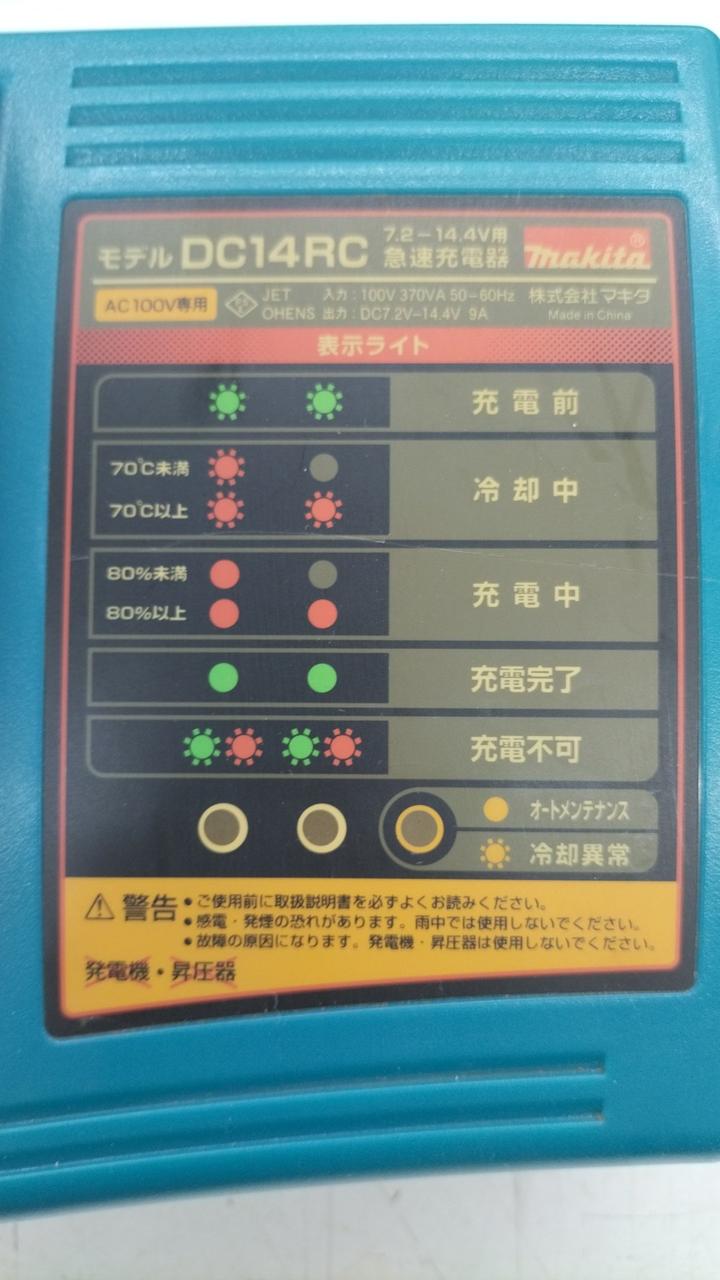 モデル DC14RC 7.2-14.4V用
急速充電器 makita®
AC100V専用 PSE JET 入力:100V 370VA 50-60Hz 株式会社マキタ
OHENS 出力:DC7.2V-14.4V 9A Made in China
表示ライト
充電前
70℃未満
70℃以上
冷却中
80%未満
80%以上
充電中
充電完了
充電不可
オートメンテナンス
冷却異常
警告 ●ご使用前に取扱説明書を必ずよくお読みください。
●感電・発煙の恐れがあります。雨中では使用しないでください。
●故障の原因になります。発電機・昇圧器は使用しないでください。
発電機・昇圧器